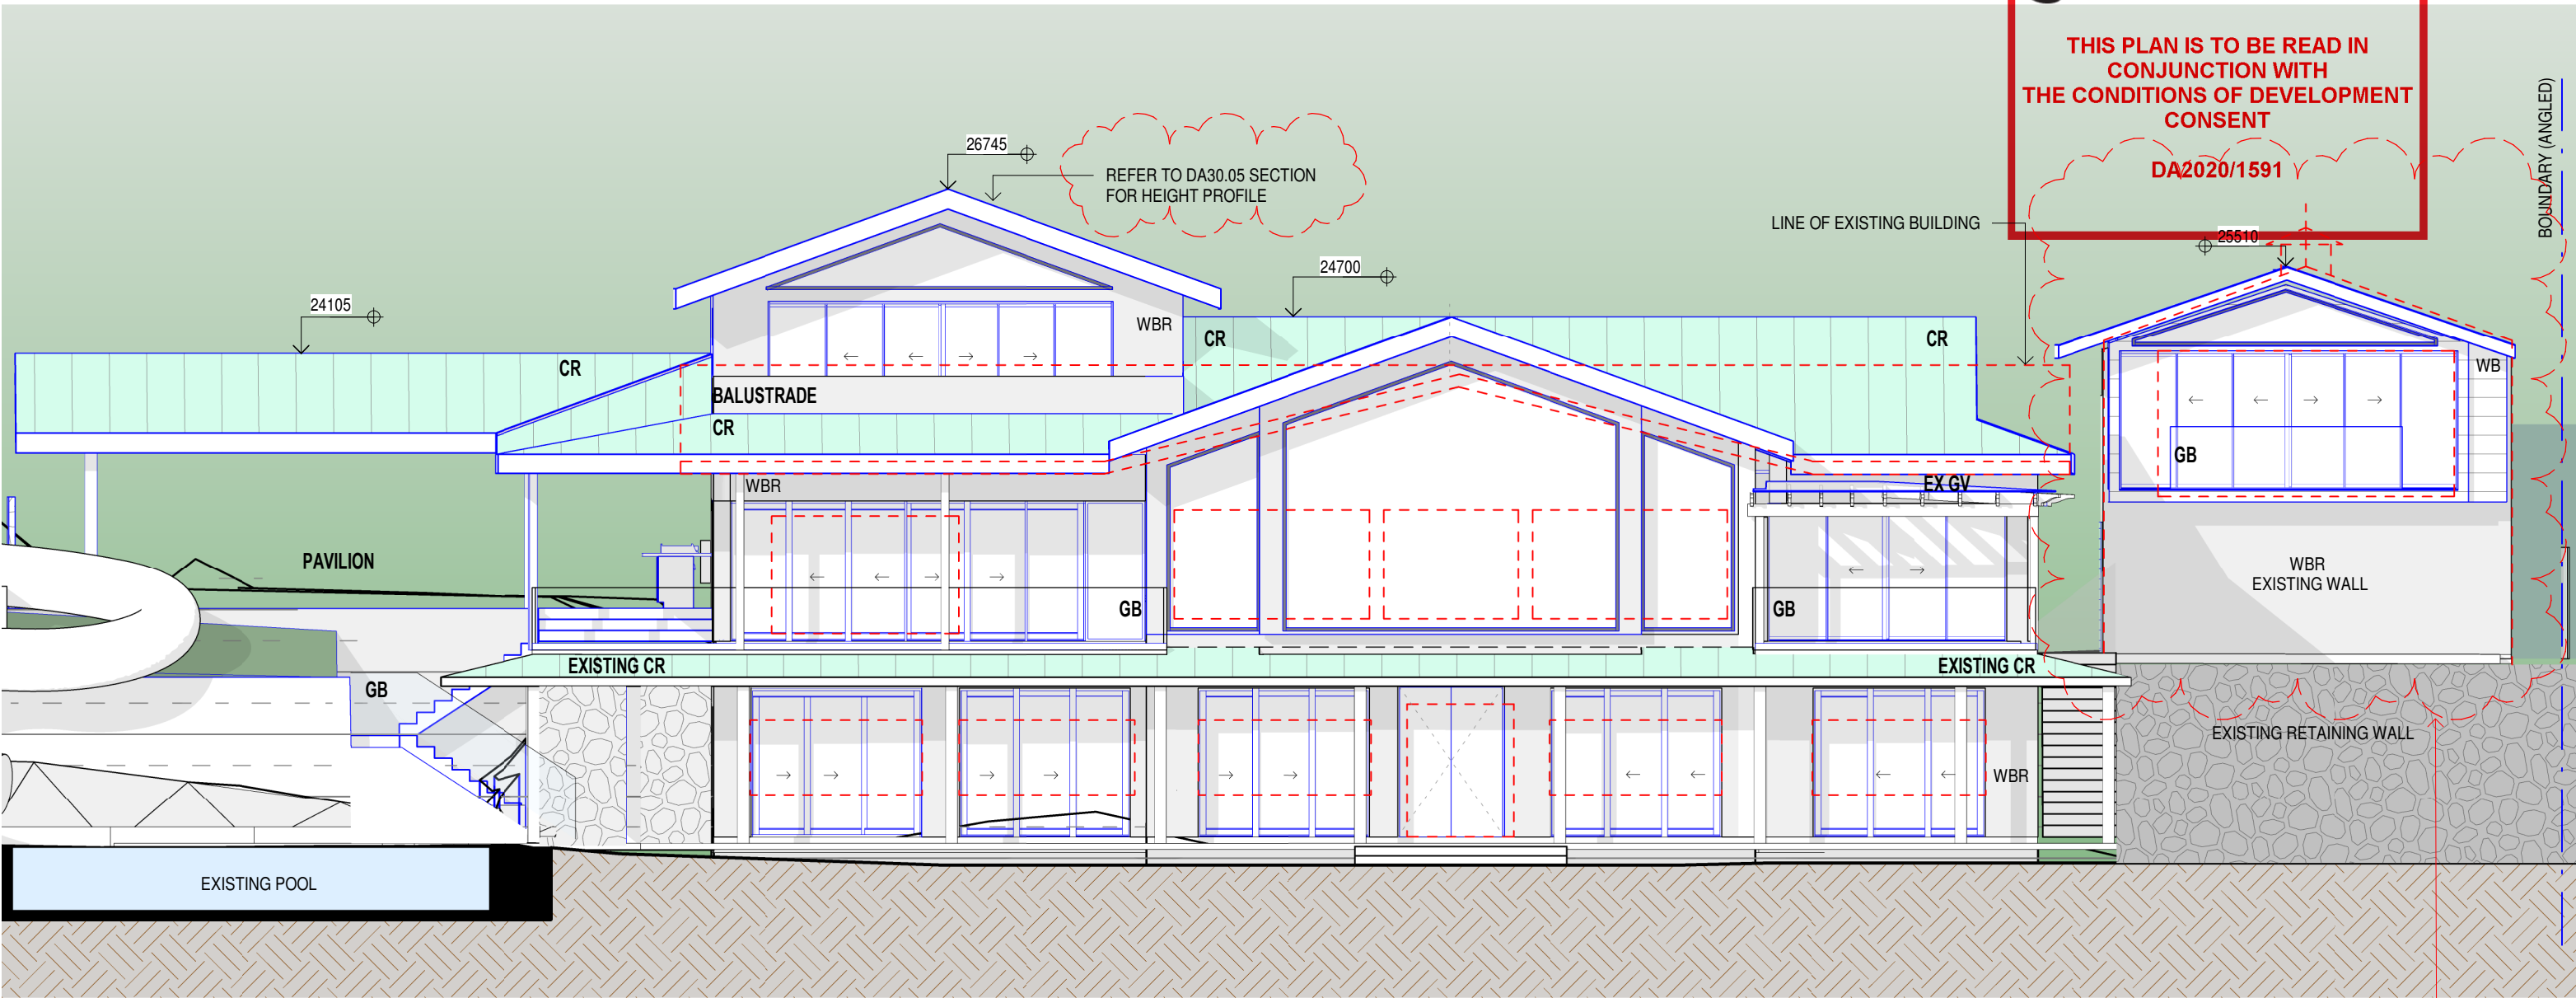 THIS PLAN IS TO BE READ IN
CONJUNCTION WITH
THE CONDITIONS OF DEVELOPMENT
CONSENT
DA2020/1591
BOUNDARY (ANGLED)
26745
REFER TO DA30.05 SECTION
FOR HEIGHT PROFILE
LINE OF EXISTING BUILDING
25510
24700
24105
WBR
CR
CR
CR
WB
BALUSTRADE
CR
GB
WBR
EX GV
PAVILION
WBR
EXISTING WALL
GB
GB
EXISTING CR
EXISTING CR
GB
EXISTING RETAINING WALL
WBR
EXISTING POOL